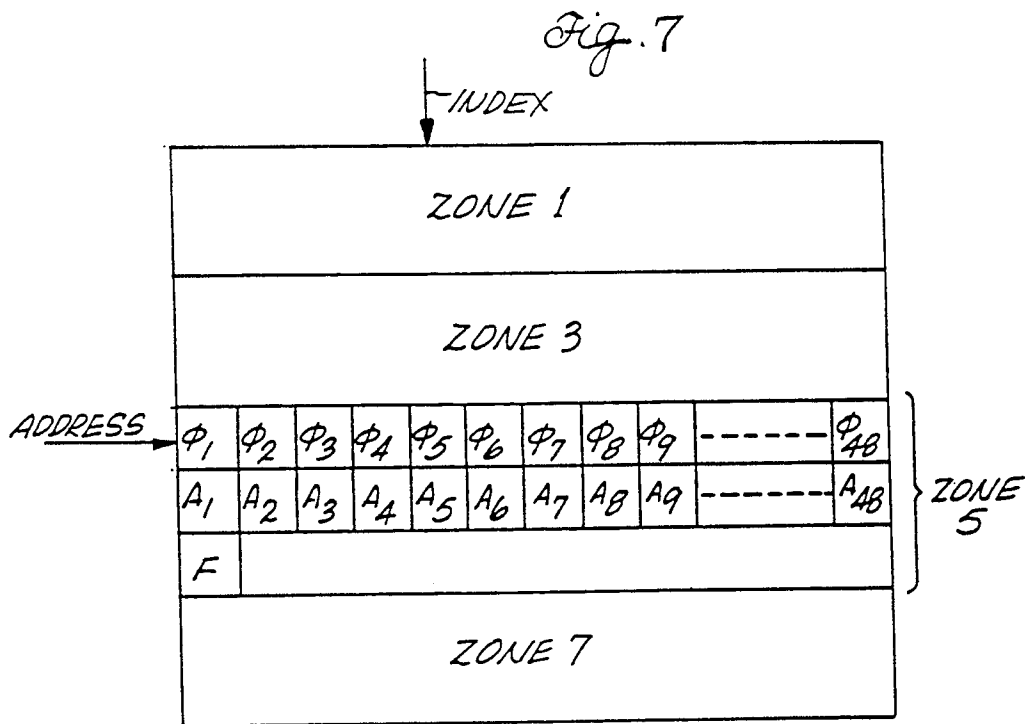 Fig. 7
INDEX
ZONE 1
ZONE 3
ADDRESS
Φ1 Φ2 Φ3 Φ4 Φ5 Φ6 Φ7 Φ8 Φ9 -------- Φ48
A1 A2 A3 A4 A5 A6 A7 A8 A9 -------- A48
ZONE 5
F
ZONE 7